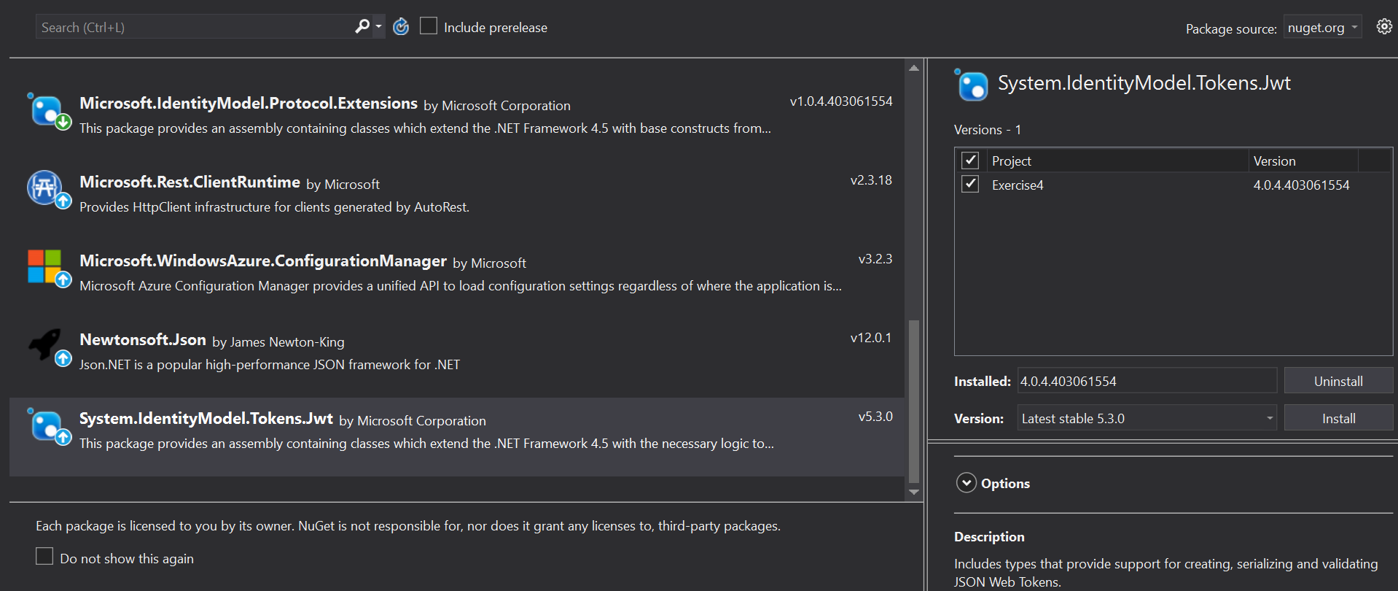 Search (Ctrl+L)
Include prerelease
Package source: nuget.org
Microsoft.IdentityModel.Protocol.Extensions by Microsoft Corporation v1.0.4.403061554
This package provides an assembly containing classes which extend the .NET Framework 4.5 with base constructs from...
Microsoft.Rest.ClientRuntime by Microsoft v2.3.18
Provides HttpClient infrastructure for clients generated by AutoRest.
Microsoft.WindowsAzure.ConfigurationManager by Microsoft v3.2.3
Microsoft Azure Configuration Manager provides a unified API to load configuration settings regardless of where the application is...
Newtonsoft.Json by James Newton-King v12.0.1
Json.NET is a popular high-performance JSON framework for .NET
System.IdentityModel.Tokens.Jwt by Microsoft Corporation v5.3.0
This package provides an assembly containing classes which extend the .NET Framework 4.5 with the necessary logic to...
Each package is licensed to you by its owner. NuGet is not responsible for, nor does it grant any licenses to, third-party packages.
Do not show this again
System.IdentityModel.Tokens.Jwt
Versions - 1
Project Version
Exercise4 4.0.4.403061554
Installed: 4.0.4.403061554 Uninstall
Version: Latest stable 5.3.0 Install
Options
Description
Includes types that provide support for creating, serializing and validating
JSON Web Tokens.